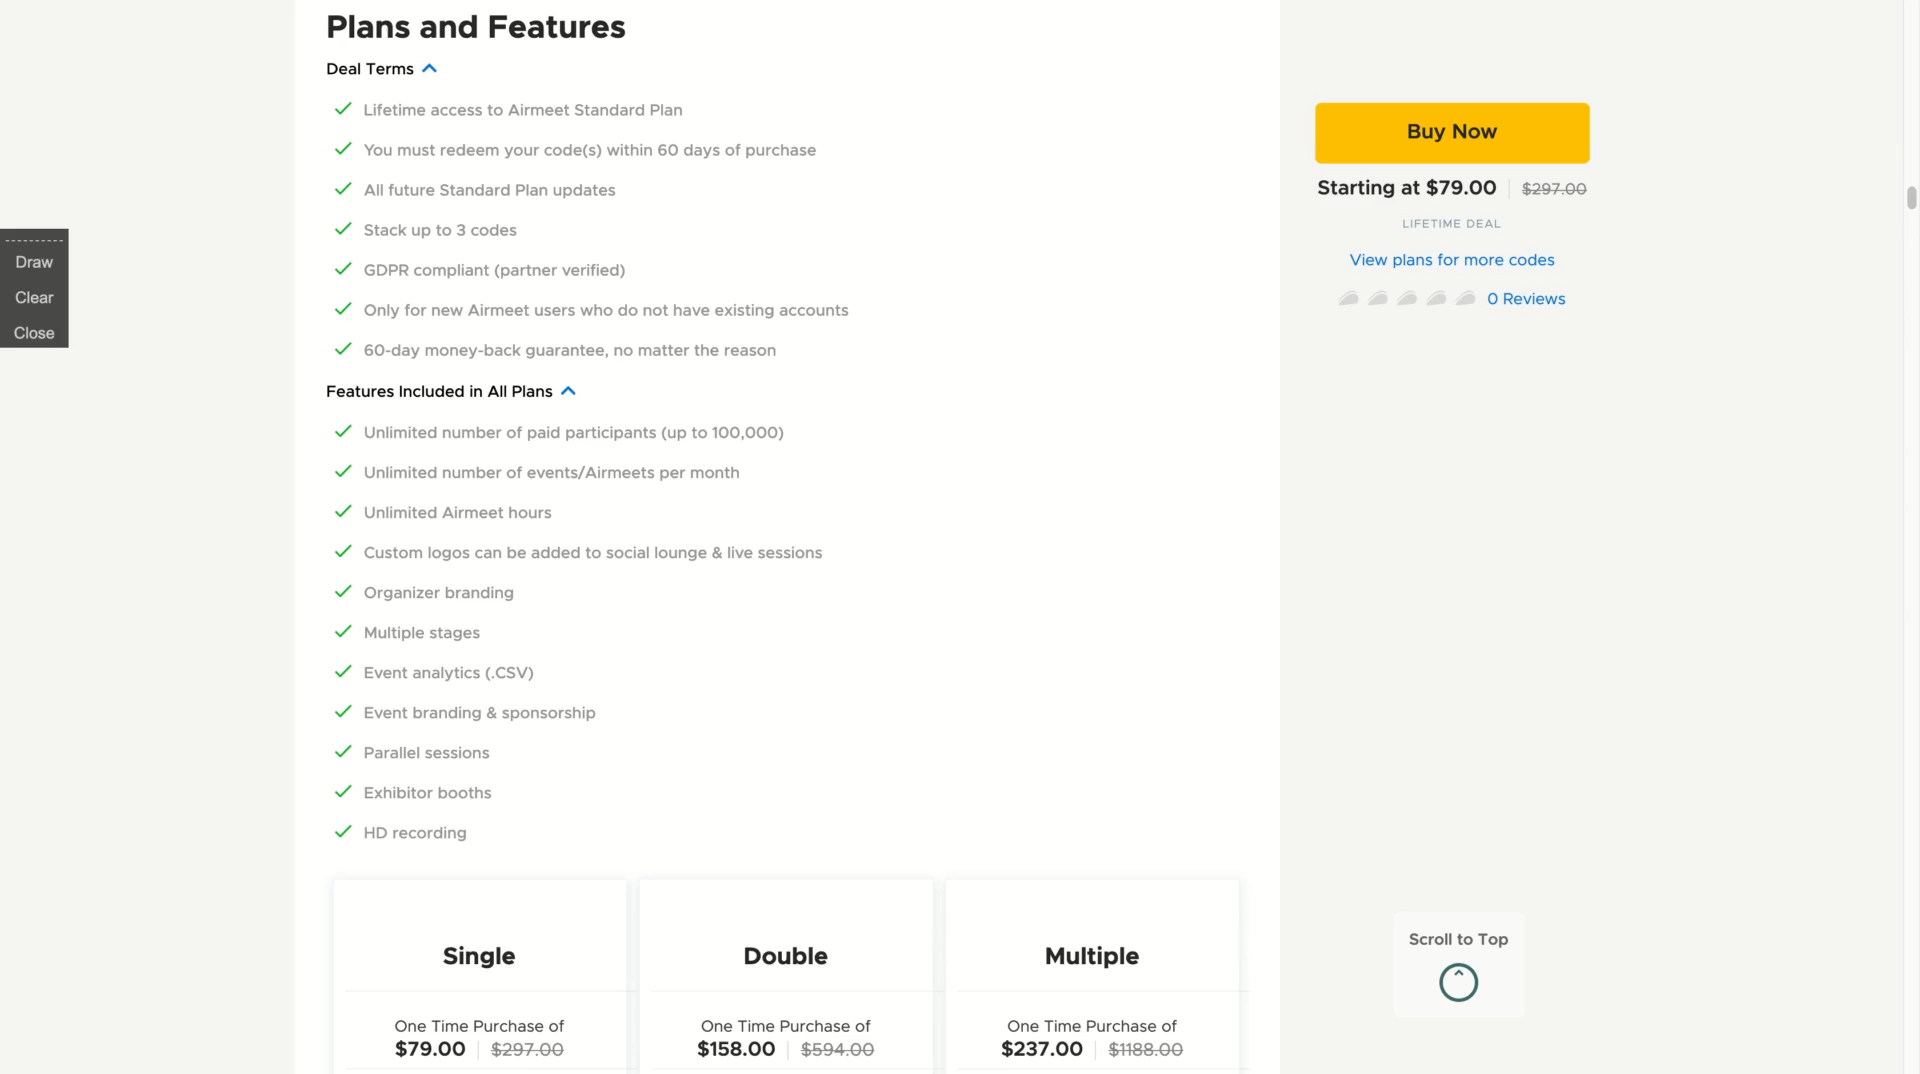 Plans and Features
Deal Terms
Lifetime access to Airmeet Standard Plan
You must redeem your code(s) within 60 days of purchase
All future Standard Plan updates
Stack up to 3 codes
GDPR compliant (partner verified)
Only for new Airmeet users who do not have existing accounts
60-day money-back guarantee, no matter the reason
Features Included in All Plans
Unlimited number of paid participants (up to 100,000)
Unlimited number of events/Airmeets per month
Unlimited Airmeet hours
Custom logos can be added to social lounge & live sessions
Organizer branding
Multiple stages
Event analytics (.CSV)
Event branding & sponsorship
Parallel sessions
Exhibitor booths
HD recording
Single
One Time Purchase of
$79.00 $297.00
Double
One Time Purchase of
$158.00 $594.00
Multiple
One Time Purchase of
$237.00 $1188.00
Buy Now
Starting at $79.00 $297.00
LIFETIME DEAL
View plans for more codes
0 Reviews
Scroll to Top
Draw
Clear
Close